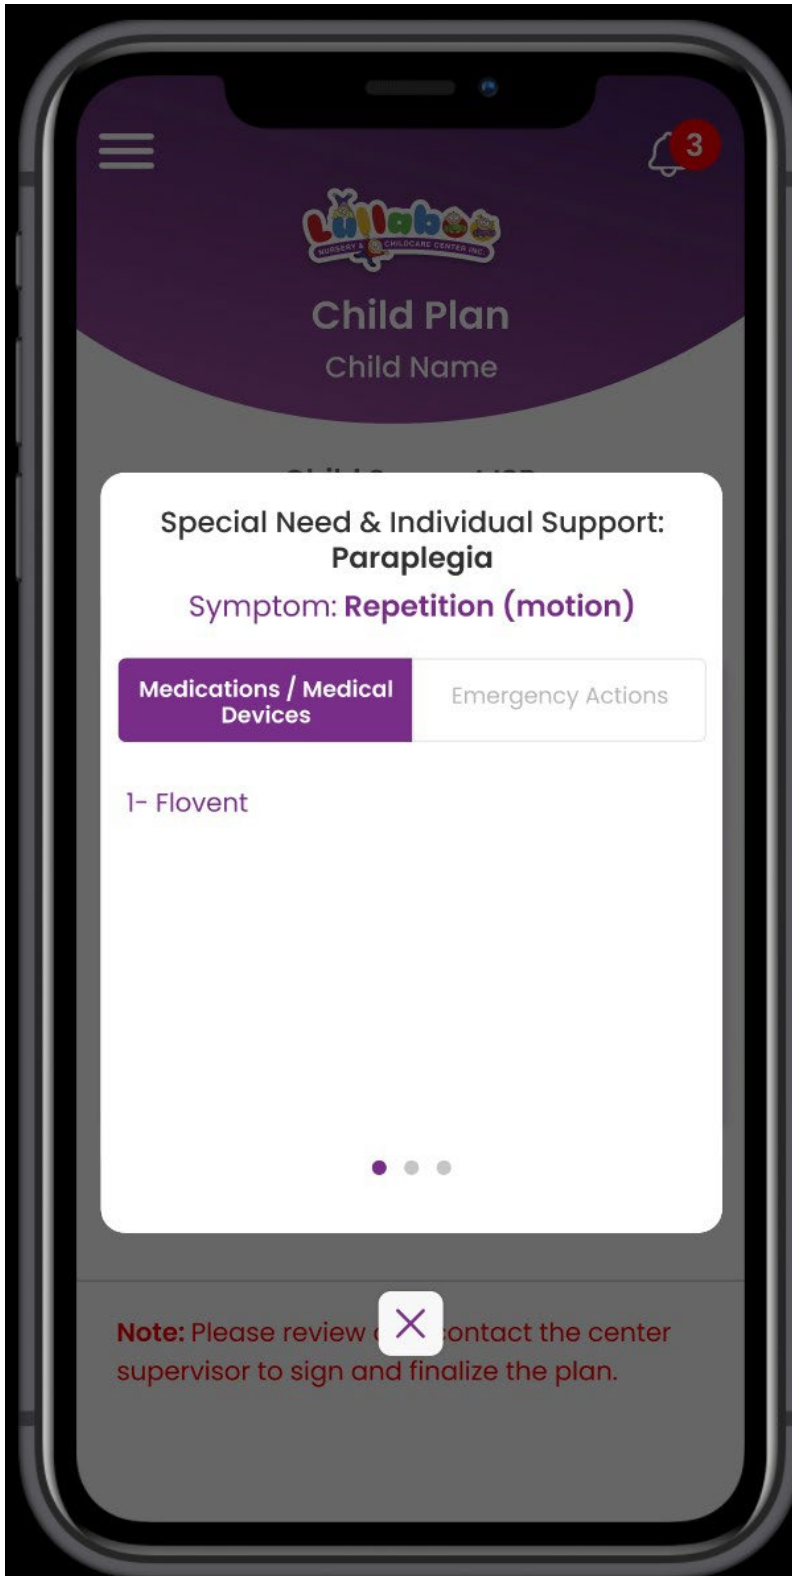 3
Lullaboo
NURSERY & CHILDCARE CENTER INC.
Child Plan
Child Name
Special Need & Individual Support:
Paraplegia
Symptom: Repetition (motion)
Medications / Medical
Devices
Emergency Actions
1- Flovent
Note: Please review contact the center
supervisor to sign and finalize the plan.